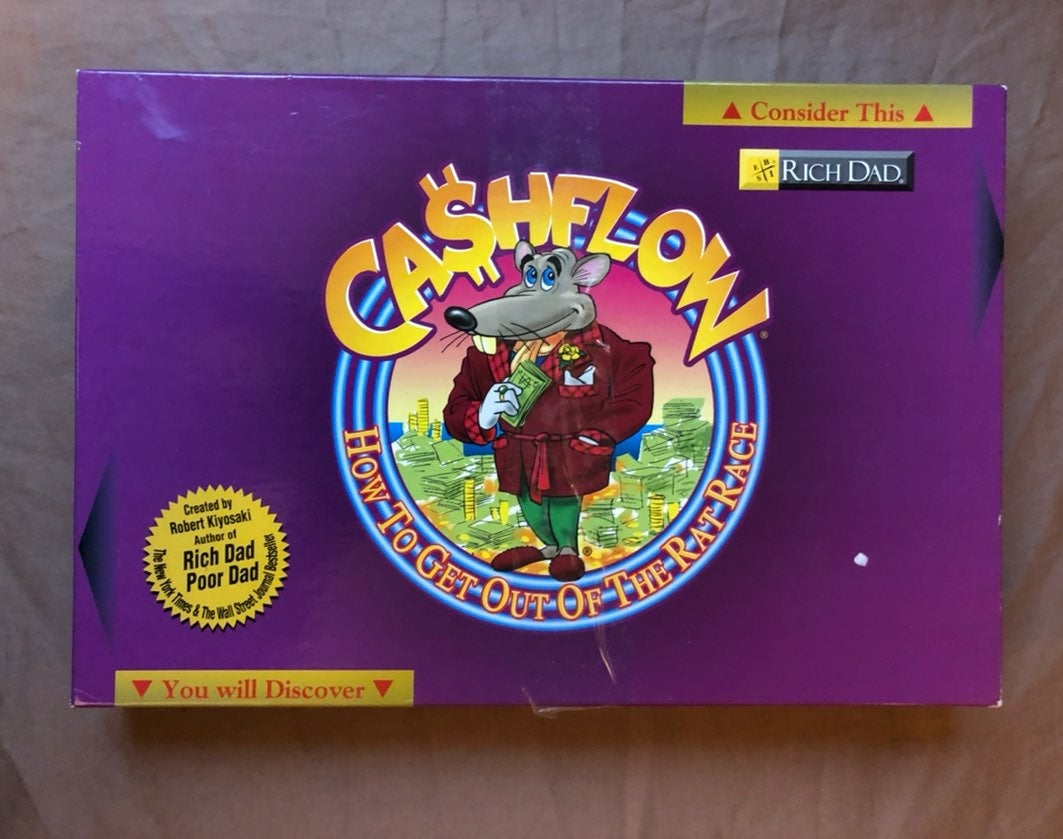 ▲ Consider This ▲
E B S I RICH DAD®
CA$HFLOW®
HOW TO GET OUT OF THE RAT RACE
Created by
Robert Kiyosaki
Author of
Rich Dad
Poor Dad
The New York Times & The Wall Street Journal Bestseller
▼ You will Discover ▼